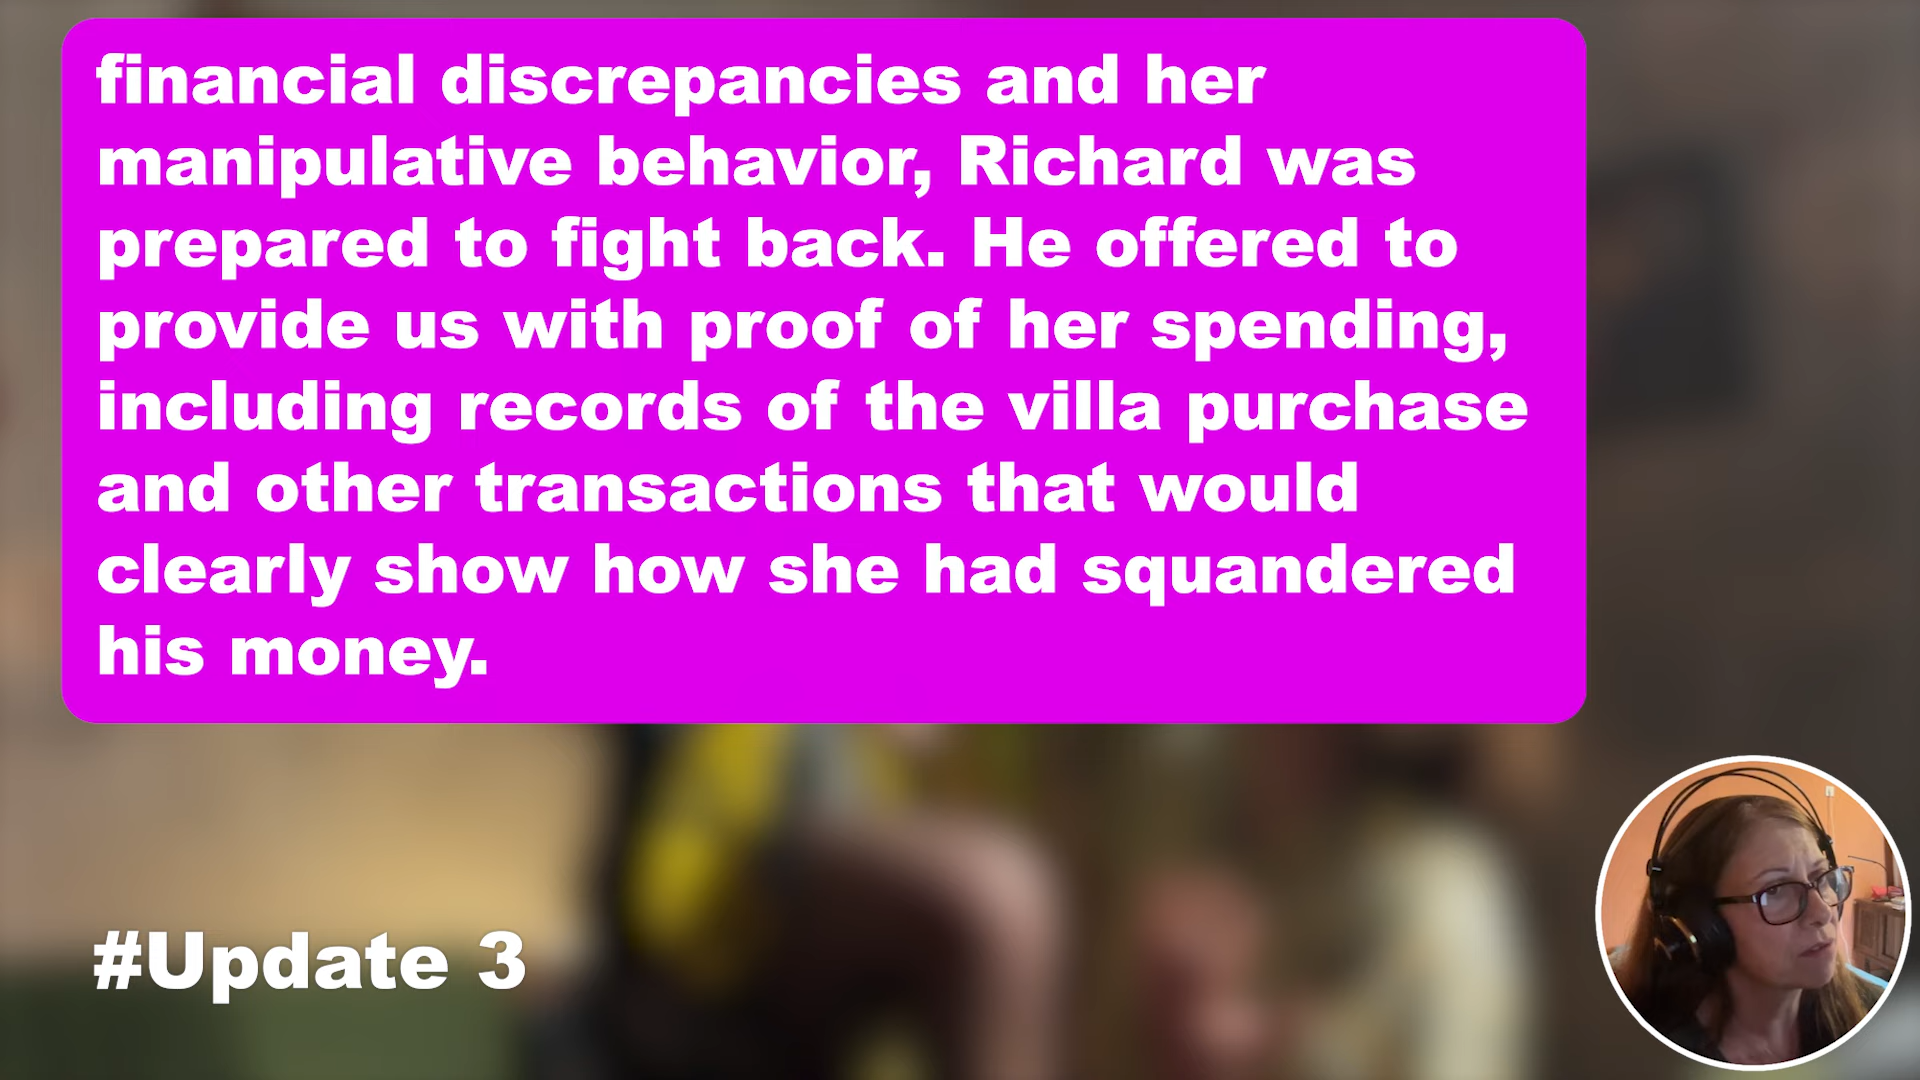 financial discrepancies and her
manipulative behavior, Richard was
prepared to fight back. He offered to
provide us with proof of her spending,
including records of the villa purchase
and other transactions that would
clearly show how she had squandered
his money.
#Update 3